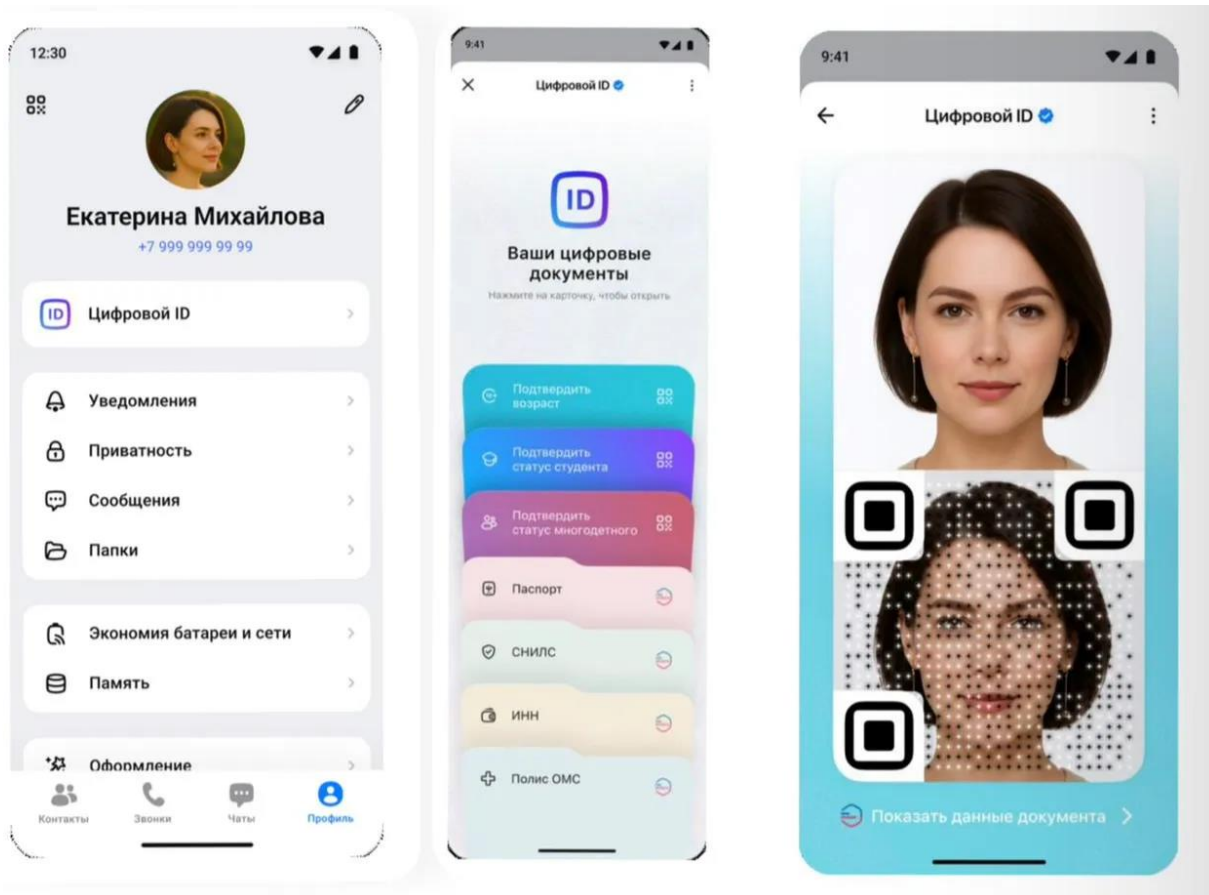 12:30
Екатерина Михайлова
+7 999 999 99 99
ID
Цифровой ID
Уведомления
Приватность
Сообщения
Папки
Экономия батареи и сети
Память
Оформление
Контакты
Звонки
Чаты
Профиль
9:41
Цифровой ID
ID
Ваши цифровые
документы
Нажмите на карточку, чтобы открыть
Подтвердить
возраст
Подтвердить
статус студента
Подтвердить
статус многодетного
Паспорт
СНИЛС
ИНН
Полис ОМС
9:41
Цифровой ID
Показать данные документа